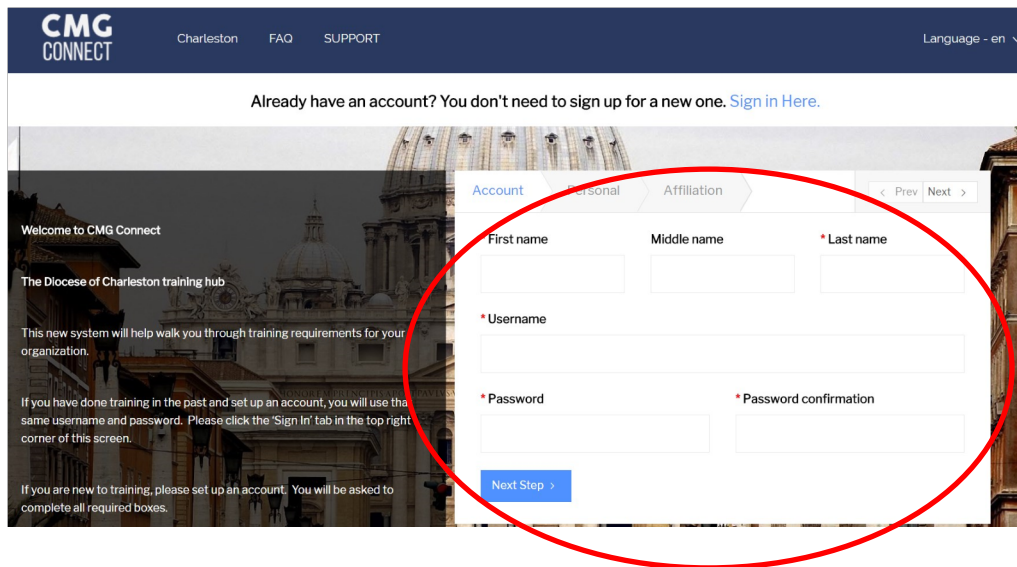 CMG
CONNECT
Charleston FAQ SUPPORT
Language - en
Already have an account? You don't need to sign up for a new one. Sign in Here.
Account Personal Affiliation
< Prev Next >
Welcome to CMG Connect
The Diocese of Charleston training hub
This new system will help walk you through training requirements for your
organization.
If you have done training in the past and set up an account, you will use
same username and password. Please click the 'Sign In' tab in the top right
corner of this screen.
If you are new to training, please set up an account. You will be asked to
complete all required boxes.
First name Middle name * Last name
* Username
* Password * Password confirmation
Next Step >